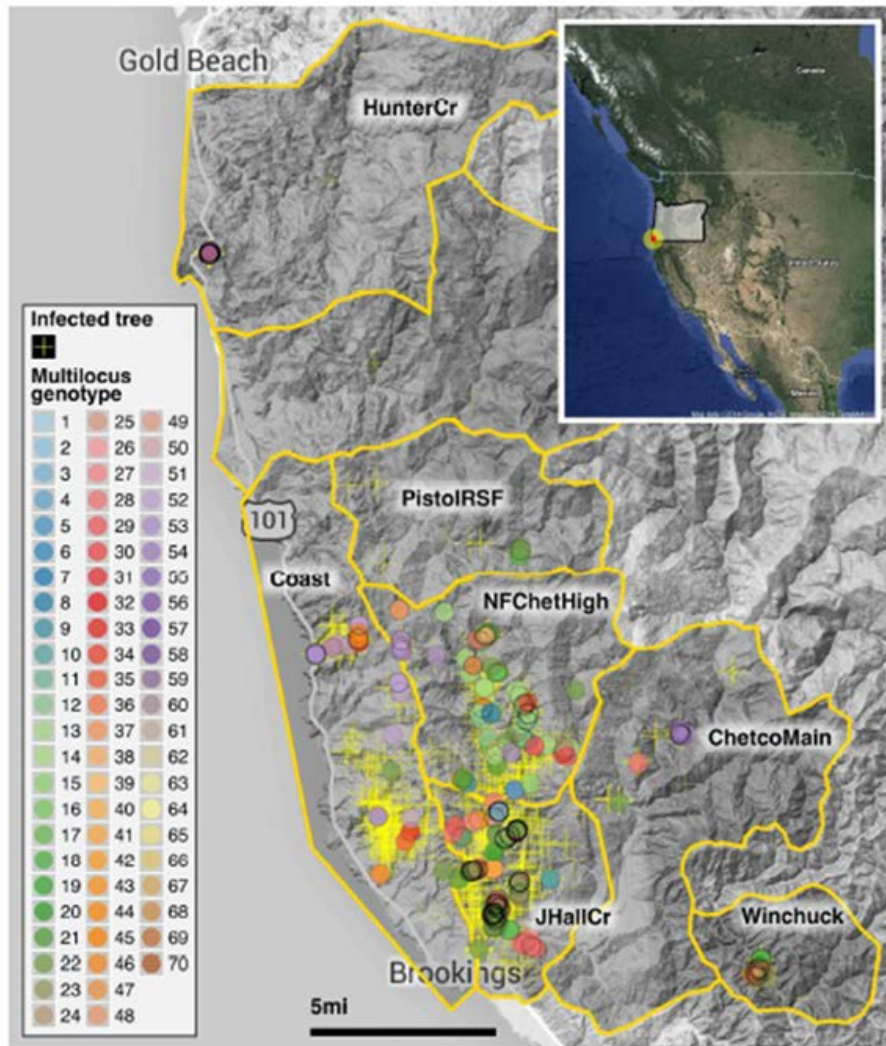 Gold Beach
HunterCr
Canada
United States
Mexico
Infected tree
Multilocus
genotype
1 25 49
2 26 50
3 27 51
4 28 52
5 29 53
6 30 54
7 31 55
8 32 56
9 33 57
10 34 58
11 35 59
12 36 60
13 37 61
14 38 62
15 39 63
16 40 64
17 41 65
18 42 66
19 43 67
20 44 68
21 45 69
22 46 70
23 47
24 48
PistolRSF
101
Coast
NFChetHigh
ChetcoMain
JHallCr
Winchuck
Brookings
5mi